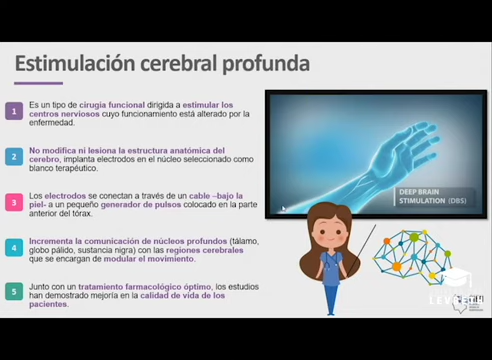 Estimulación cerebral profunda
1
Es un tipo de cirugía funcional dirigida a estimular los
centros nerviosos cuyo funcionamiento está alterado por la
enfermedad.
2
No modifica ni lesiona la estructura anatómica del
cerebro, implanta electrodos en el núcleo seleccionado como
blanco terapéutico.
3
Los electrodos se conectan a través de un cable –bajo la
piel- a un pequeño generador de pulsos colocado en la parte
anterior del tórax.
4
Incrementa la comunicación de núcleos profundos (tálamo,
globo pálido, sustancia nigra) con las regiones cerebrales
que se encargan de modular el movimiento.
5
Junto con un tratamiento farmacológico óptimo, los estudios
han demostrado mejoría en la calidad de vida de los
pacientes.
DEEP BRAIN
STIMULATION (DBS)